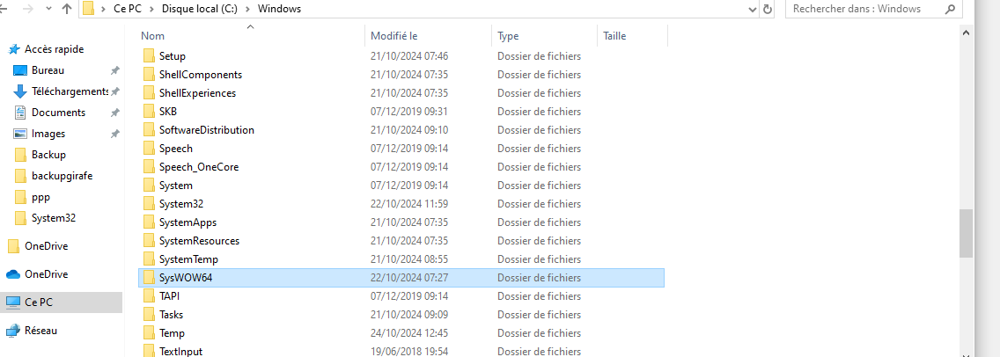 Ce PC > Disque local (C:) > Windows
Rechercher dans : Windows
Nom Modifié le Type Taille
Accès rapide
Bureau
Téléchargements
Documents
Images
Backup
backupgirafe
ppp
System32
OneDrive
OneDrive
Ce PC
Réseau
Setup 21/10/2024 07:46 Dossier de fichiers
ShellComponents 21/10/2024 07:35 Dossier de fichiers
ShellExperiences 21/10/2024 07:35 Dossier de fichiers
SKB 07/12/2019 09:31 Dossier de fichiers
SoftwareDistribution 21/10/2024 09:10 Dossier de fichiers
Speech 07/12/2019 09:14 Dossier de fichiers
Speech_OneCore 07/12/2019 09:14 Dossier de fichiers
System 07/12/2019 09:14 Dossier de fichiers
System32 22/10/2024 11:59 Dossier de fichiers
SystemApps 21/10/2024 07:35 Dossier de fichiers
SystemResources 21/10/2024 07:35 Dossier de fichiers
SystemTemp 21/10/2024 08:55 Dossier de fichiers
SysWOW64 22/10/2024 07:27 Dossier de fichiers
TAPI 07/12/2019 09:14 Dossier de fichiers
Tasks 21/10/2024 09:09 Dossier de fichiers
Temp 24/10/2024 12:45 Dossier de fichiers
TextInput 19/06/2018 19:54 Dossier de fichiers